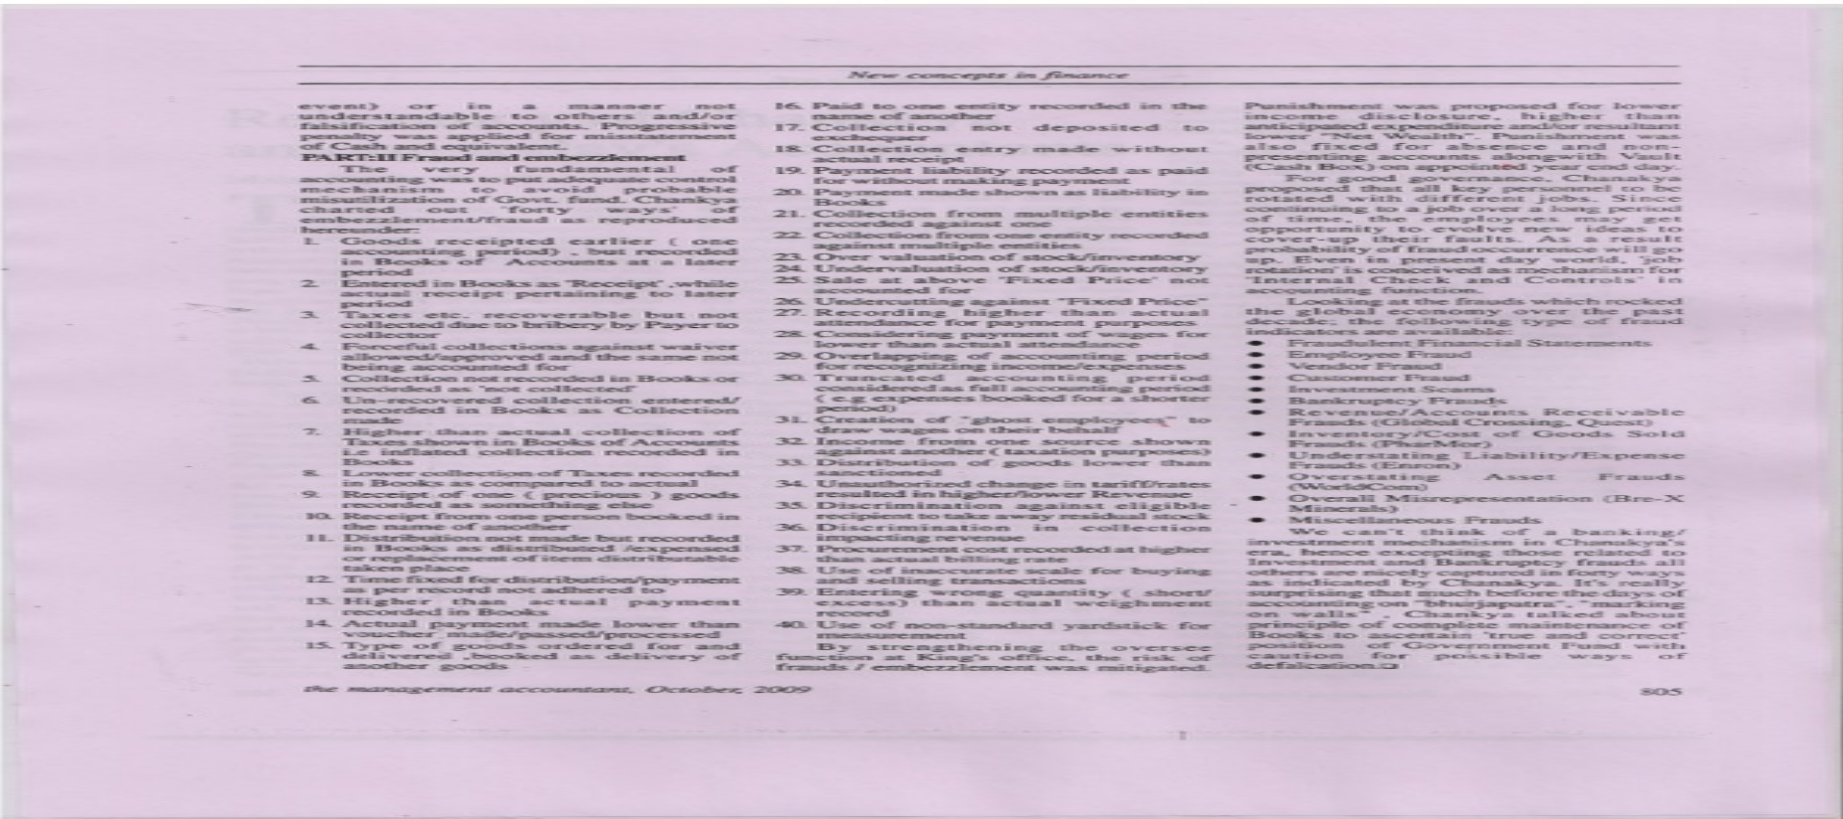 New concepts in finance
event) or in a manner not
understandable to others and/or
falsification of accounts. Progressive
penalty was applied for misstatement
of Cash and equivalent.
PART:II Fraud and embezzlement
The very fundamental of
accounting was to put adequate control
mechanism to avoid probable
misutilization of Govt. fund. Chankya
charted out 'forty ways' of
embezzlement/fraud as reproduced
hereunder:
1. Goods receipted earlier ( one
accounting period) , but recorded
in Books of Accounts at a later
period
2. Entered in Books as 'Receipt' ,while
actual receipt pertaining to later
period
3. Taxes etc. recoverable but not
collected due to bribery by Payer to
collector
4. Forceful collections against waiver
allowed/approved and the same not
being accounted for
5. Collection not recorded in Books or
recorded as 'not collected'
6. Un-recovered collection entered/
recorded in Books as Collection
made
7. Higher than actual collection of
Taxes shown in Books of Accounts
i.e inflated collection recorded in
Books
8. Lower collection of Taxes recorded
in Books as compared to actual
9. Receipt of one ( precious ) goods
recorded as something else
10. Receipt from one person booked in
the name of another
11. Distribution not made but recorded
in Books as distributed /expensed
or replacement of item distributable
taken place
12. Time fixed for distribution/payment
as per record not adhered to
13. Higher than actual payment
recorded in Books
14. Actual payment made lower than
voucher made/passed/processed
15. Type of goods ordered for and
delivered ,booked as delivery of
another goods
16. Paid to one entity recorded in the
name of another
17. Collection not deposited to
exchequer
18. Collection entry made without
actual receipt
19. Payment liability recorded as paid
for without making payment
20. Payment made shown as liability in
Books
21. Collection from multiple entities
recorded against one
22. Collection from one entity recorded
against multiple entities
23. Over valuation of stock/inventory
24. Undervaluation of stock/inventory
25. Sale at above "Fixed Price" not
accounted for
26. Undercutting against "Fixed Price"
27. Recording higher than actual
attendance for payment purposes
28. Considering payment of wages for
lower than actual attendance
29. Overlapping of accounting period
for recognizing income/expenses
30. Truncated accounting period
considered as full accounting period
( e.g expenses booked for a shorter
period)
31. Creation of "ghost employees" to
draw wages on their behalf
32. Income from one source shown
against another ( taxation purposes)
33. Distribution of goods lower than
sanctioned
34. Unauthorized change in tariff/rates
resulted in higher/lower Revenue
35. Discrimination against eligible
recipient to take away residual stock
36. Discrimination in collection
impacting revenue
37. Procurement cost recorded at higher
than actual billing rate
38. Use of inaccurate scale for buying
and selling transactions
39. Entering wrong quantity ( short/
excess) than actual weighment
record
40. Use of non-standard yardstick for
measurement
By strengthening the oversee
function at King's office, the risk of
frauds / embezzlement was mitigated.
Punishment was proposed for lower
income disclosure, higher than
anticipated expenditure and/or resultant
lower "Net Wealth". Punishment was
also fixed for absence and non-
presenting accounts alongwith Vault
(Cash Box) on appointed year end day.
For good governance, Chanakya
proposed that all key personnel to be
rotated with different jobs. Since
continuing to a job over a long period
of time, the employees may get
opportunity to evolve new ideas to
cover-up their faults. As a result
probability of fraud occurrence will go
up. Even in present day world, 'job
rotation' is conceived as mechanism for
'Internal Check and Controls' in
accounting function.
Looking at the frauds which rocked
the global economy over the past
decade; the following type of fraud
indicators are available:
● Fraudulent Financial Statements
● Employee Fraud
● Vendor Fraud
● Customer Fraud
● Investment Scams
● Bankruptcy Frauds
● Revenue/Accounts Receivable
Frauds (Global Crossing, Quest)
● Inventory/Cost of Goods Sold
Frauds (PharMor)
● Understating Liability/Expense
Frauds (Enron)
● Overstating Asset Frauds
(WorldCom)
● Overall Misrepresentation (Bre-X
Minerals)
● Miscellaneous Frauds
We can't think of a banking/
investment mechanism in Chanakya's
era, hence excepting those related to
Investment and Bankruptcy frauds all
others are nicely captured in forty ways
as indicated by Chanakya. It's really
surprising that much before the days of
accounting on "bhurjapatra", "marking
on walls" , Chankya talked about
principle of complete maintenance of
Books to ascertain 'true and correct'
position of Government Fund with
caution for possible ways of
defalcation.❑
the management accountant, October, 2009
805